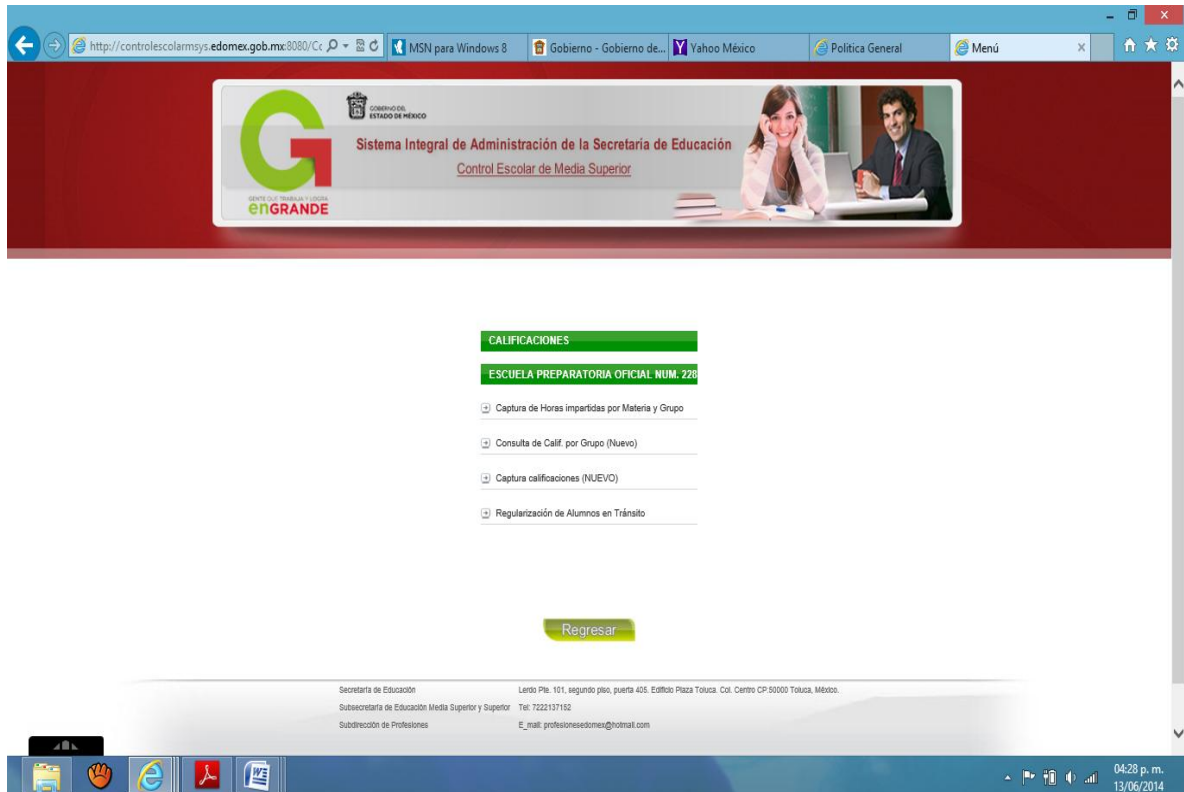 http://controlescolarmsys.edomex.gob.mx:8080/Cc
MSN para Windows 8
Gobierno - Gobierno de...
Yahoo México
Politica General
Menú
GOBIERNO DEL
ESTADO DE MÉXICO
Sistema Integral de Administración de la Secretaría de Educación
Control Escolar de Media Superior
GENTE QUE TRABAJA Y LOGRA
enGRANDE
CALIFICACIONES
ESCUELA PREPARATORIA OFICIAL NUM. 228
Captura de Horas impartidas por Materia y Grupo
Consulta de Calif. por Grupo (Nuevo)
Captura calificaciones (NUEVO)
Regularización de Alumnos en Tránsito
Regresar
Secretaría de Educación
Lerdo Pte. 101, segundo piso, puerta 405. Edificio Plaza Toluca. Col. Centro CP.50000 Toluca, México.
Subsecretaría de Educación Media Superior y Superior
Tel: 7222137152
Subdirección de Profesiones
E_mail: profesionesedomex@hotmail.com
04:28 p. m.
13/06/2014